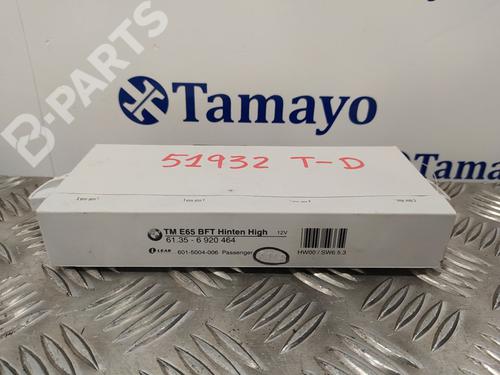 B-PARTS
Tamayo
Tamayo
51932 T-D
TM E65 BFT Hinten High 12V
61.35 - 6 920 464
LEAR 601-5004-006 Passenger HW00 / SW6.5.3